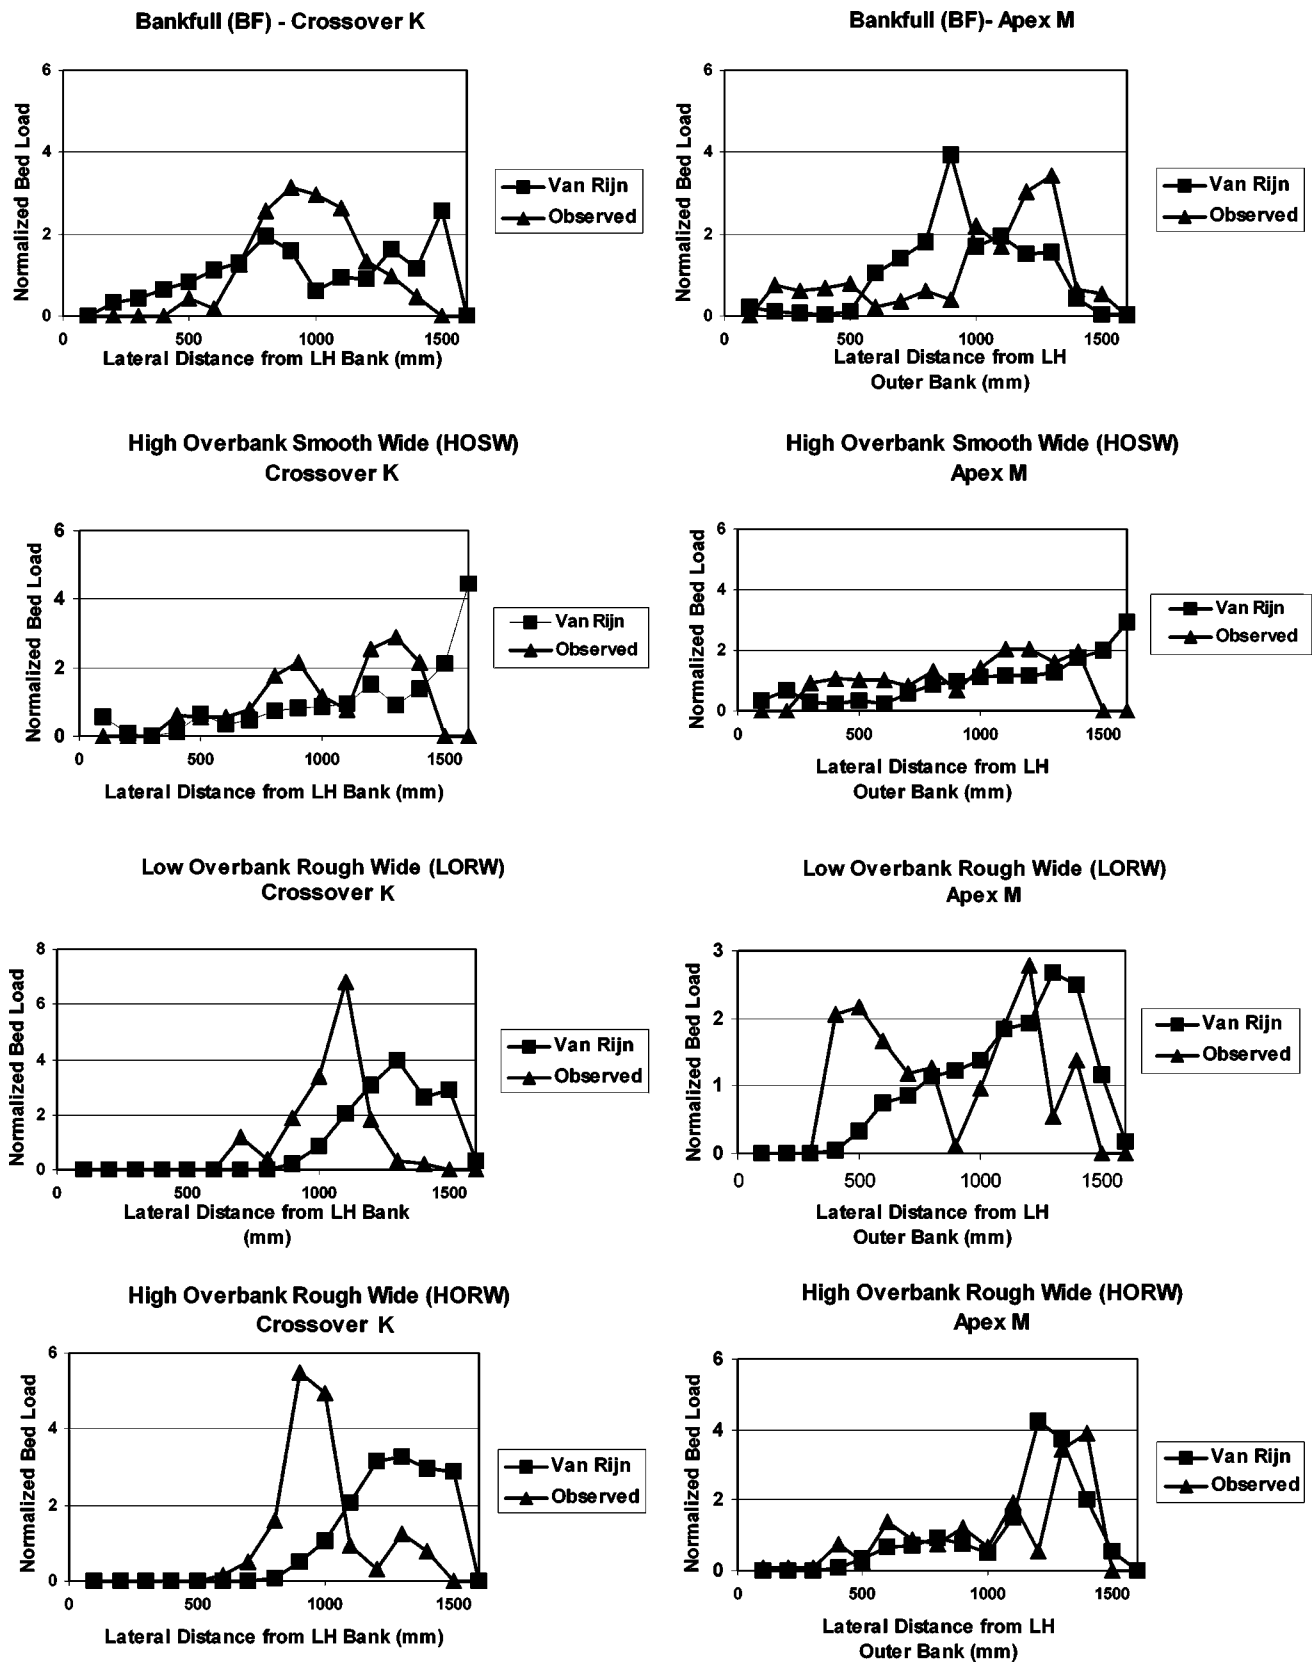 Bankfull (BF) - Crossover K
Normalized Bed Load
6
4
2
0
0
500
1000
1500
Lateral Distance from LH Bank (mm)
Van Rijn
Observed
Bankfull (BF)- Apex M
Normalized Bed Load
6
4
2
0
0
500
1000
1500
Lateral Distance from LH
Outer Bank (mm)
Van Rijn
Observed
High Overbank Smooth Wide (HOSW)
Crossover K
Normalized Bed Load
6
4
2
0
0
500
1000
1500
Lateral Distance from LH Bank (mm)
Van Rijn
Observed
High Overbank Smooth Wide (HOSW)
Apex M
Normalized Bed Load
6
4
2
0
0
500
1000
1500
Lateral Distance from LH
Outer Bank (mm)
Van Rijn
Observed
Low Overbank Rough Wide (LORW)
Crossover K
Normalized Bed Load
8
6
4
2
0
0
500
1000
1500
Lateral Distance from LH Bank
(mm)
Van Rijn
Observed
Low Overbank Rough Wide (LORW)
Apex M
Normalized Bed Load
3
2
1
0
0
500
1000
1500
Lateral Distance from LH
Outer Bank (mm)
Van Rijn
Observed
High Overbank Rough Wide (HORW)
Crossover K
Normalized Bed Load
6
4
2
0
0
500
1000
1500
Lateral Distance from LH Bank (mm)
Van Rijn
Observed
High Overbank Rough Wide (HORW)
Apex M
Normalized Bed Load
6
4
2
0
0
500
1000
1500
Lateral Distance from LH
Outer Bank (mm)
Van Rijn
Observed